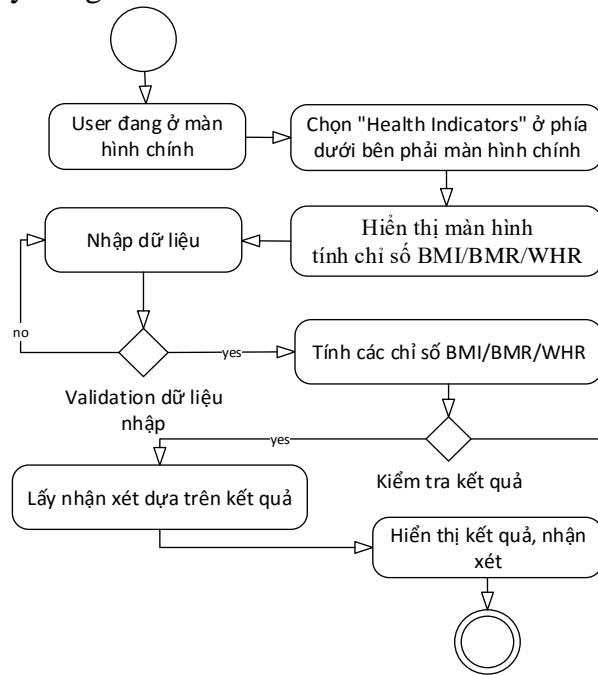 User đang ở màn
hình chính
Chọn "Health Indicators" ở phía
dưới bên phải màn hình chính
Hiển thị màn hình
tính chỉ số BMI/BMR/WHR
Nhập dữ liệu
no
yes
Tính các chỉ số BMI/BMR/WHR
Validation dữ liệu
nhập
yes
Kiểm tra kết quả
Lấy nhận xét dựa trên kết quả
Hiển thị kết quả, nhận
xét